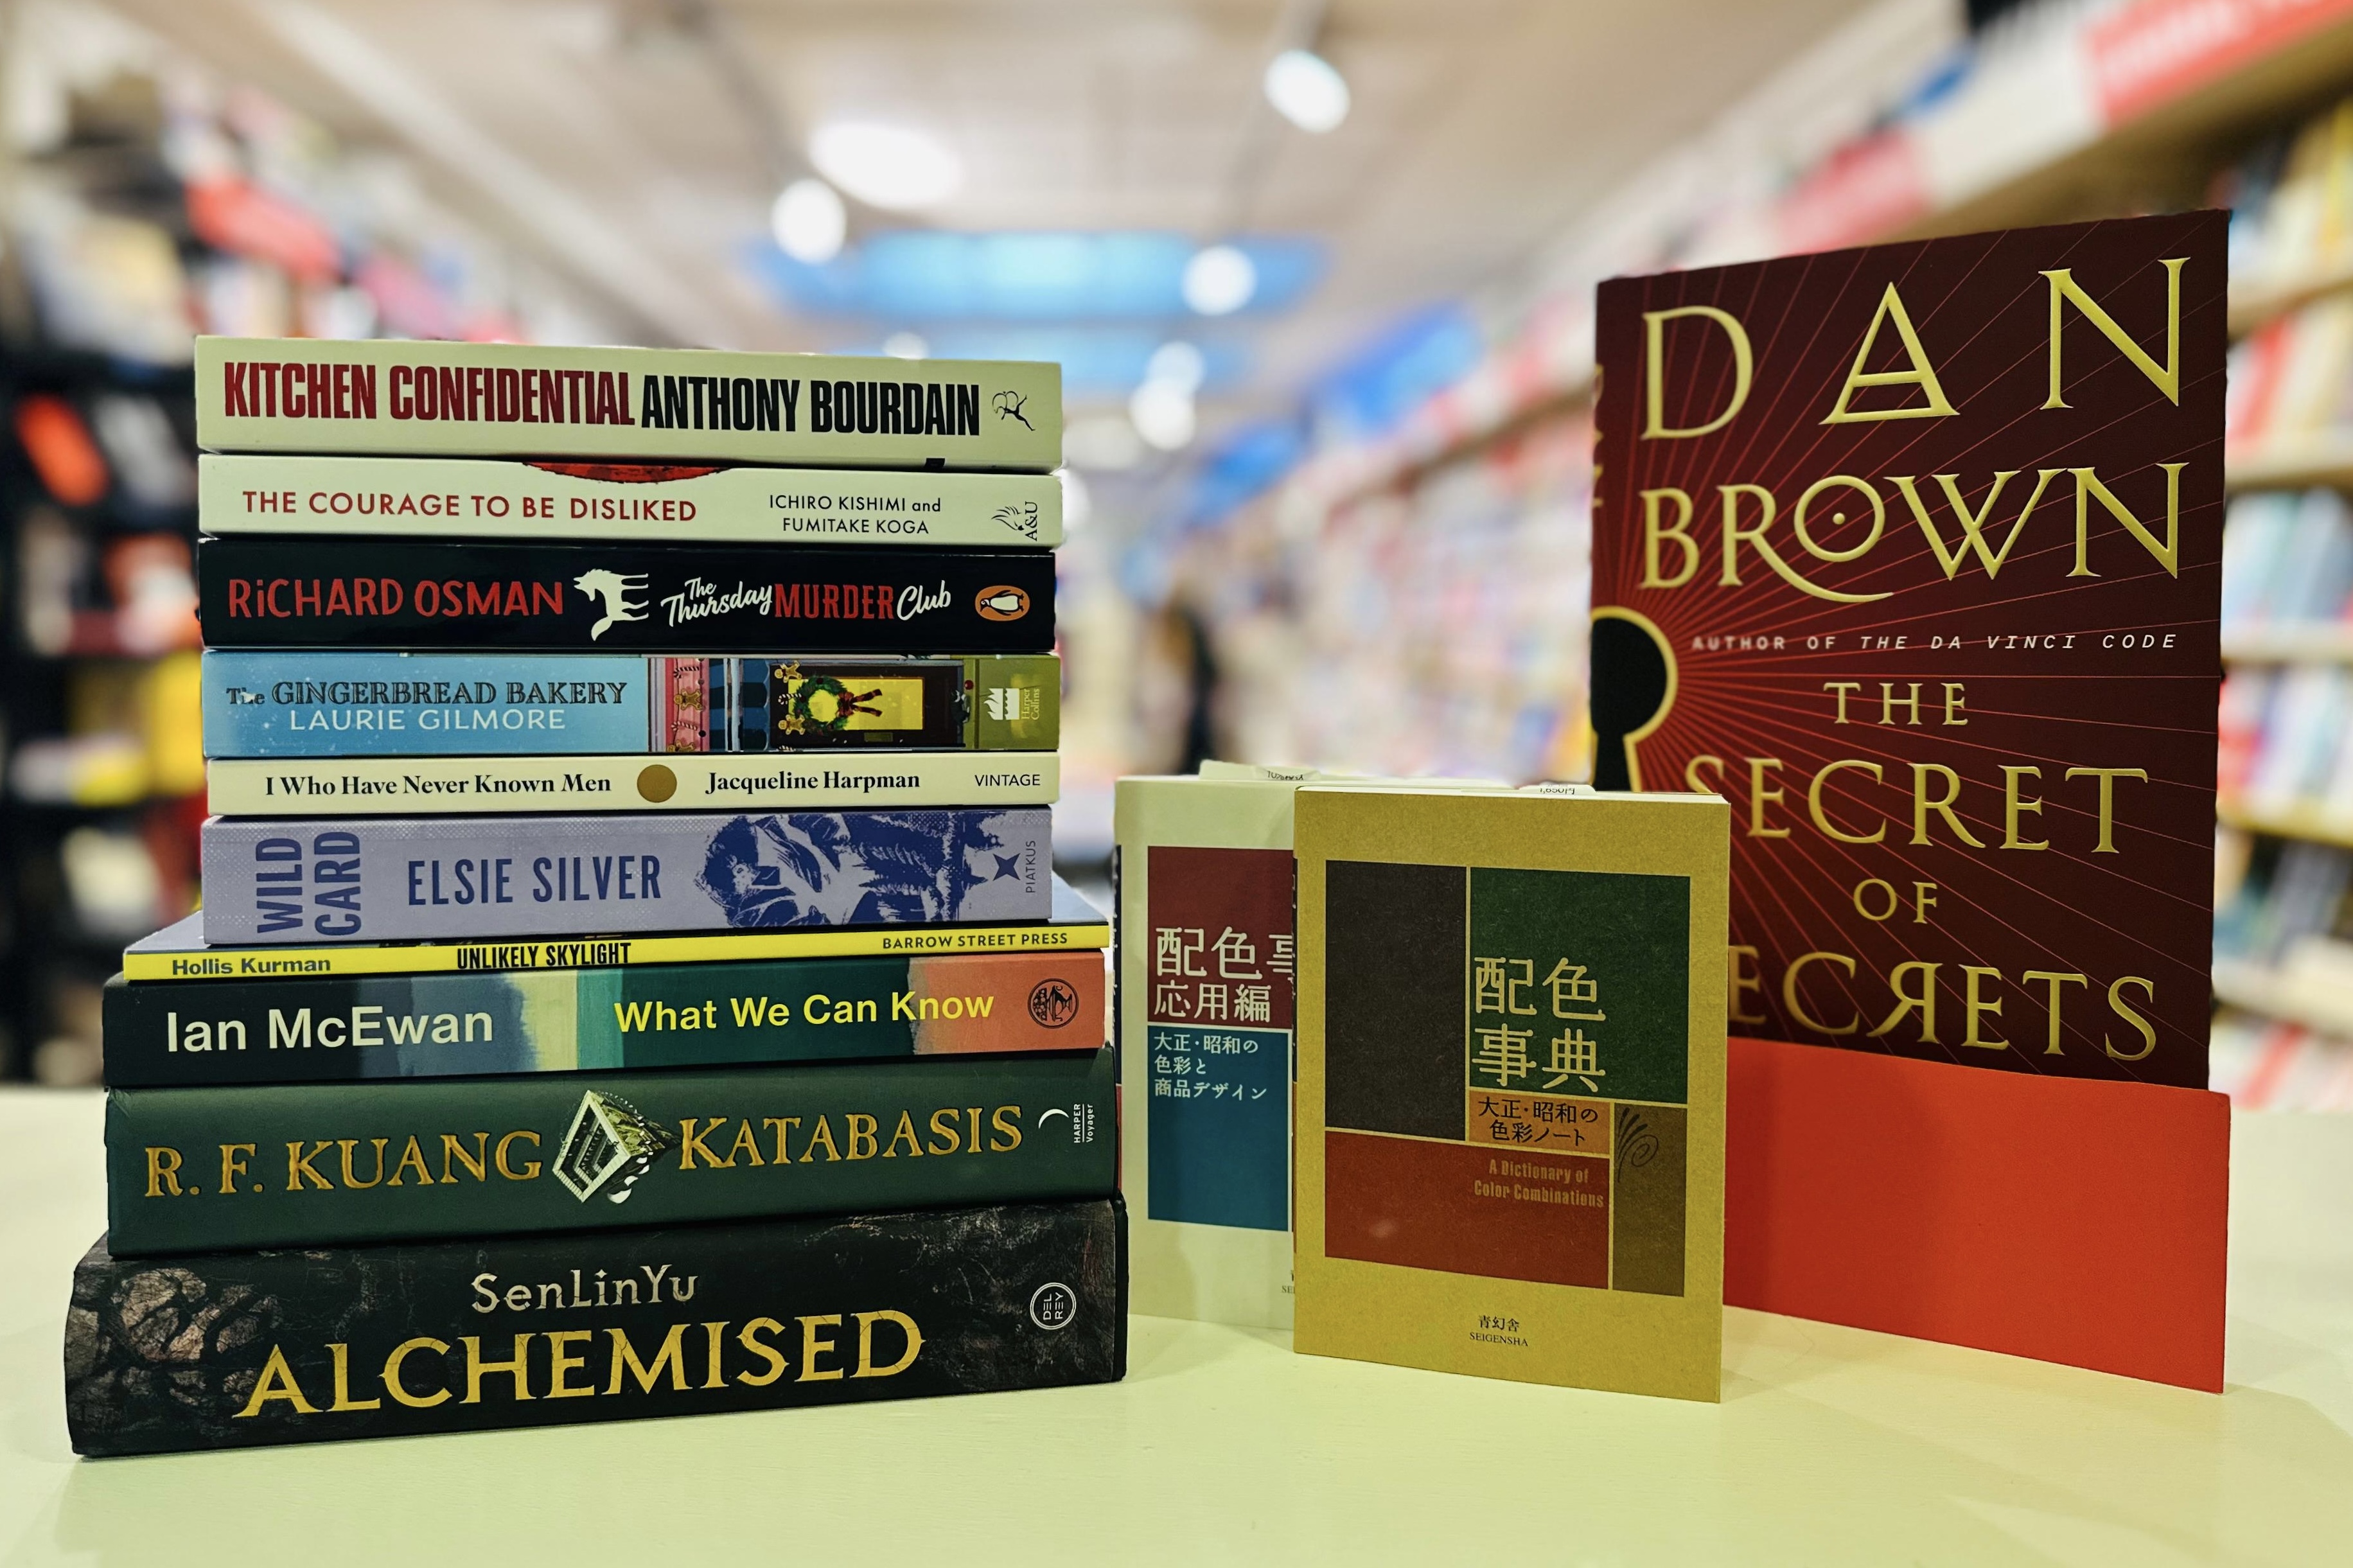 KITCHEN CONFIDENTIAL ANTHONY BOURDAIN
THE COURAGE TO BE DISLIKED
ICHIRO KISHIMI and
FUMITAKE KOGA
A&U
RICHARD OSMAN
The
Thursday MURDER Club
The GINGERBREAD BAKERY
LAURIE GILMORE
Harper
Collins
I Who Have Never Known Men
Jacqueline Harpman
VINTAGE
WILD
CARD
ELSIE SILVER
PIATKUS
Hollis Kurman
UNLIKELY SKYLIGHT
BARROW STREET PRESS
Ian McEwan
What We Can Know
R. F. KUANG
KATABASIS
HARPER
Voyager
SenLinYu
ALCHEMISED
DEL
REY
配色事
応用編
大正・昭和の
色彩と
商品デザイン
配色
事典
大正・昭和の
色彩ノート
A Dictionary of
Color Combinations
青幻舎
SEIGENSHA
DAN
BROWN
AUTHOR OF THE DA VINCI CODE
THE
SECRET
OF
ECRETS